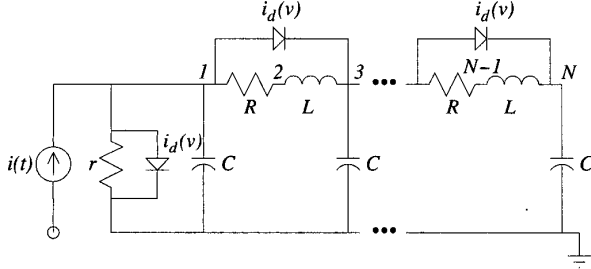 i_d(v) i_d(v)
1 2 3 ••• N-1 N
R L R L
i(t) r i_d(v) C C C
•••